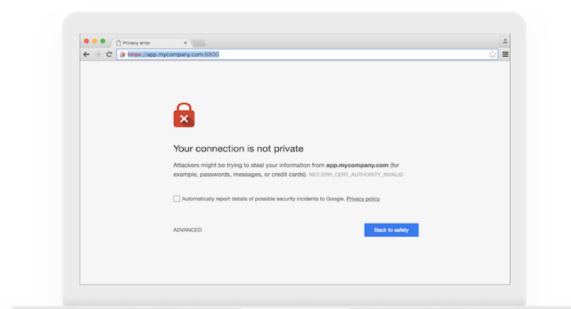 Privacy error
https://app.mycompany.com:8800
Your connection is not private
Attackers might be trying to steal your information from app.mycompany.com (for
example, passwords, messages, or credit cards). NET::ERR_CERT_AUTHORITY_INVALID
Automatically report details of possible security incidents to Google. Privacy policy
ADVANCED
Back to safety